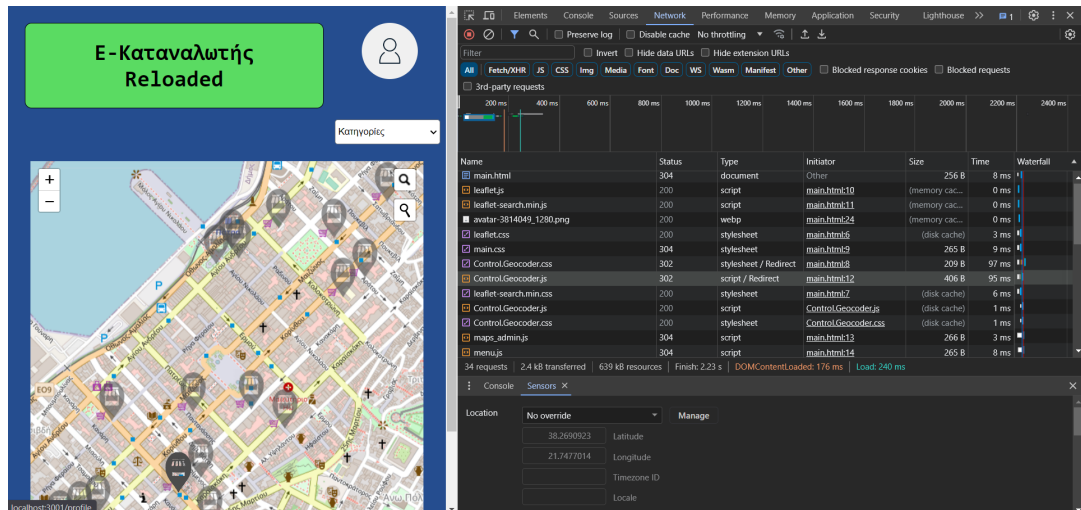 E-Καταναλωτής
Reloaded
Κατηγορίες
+
−
P
P
EO9
localhost:3001/profile
Elements Console Sources Network Performance Memory Application Security Lighthouse 1
Preserve log Disable cache No throttling
Filter Invert Hide data URLs Hide extension URLs
All Fetch/XHR JS CSS Img Media Font Doc WS Wasm Manifest Other Blocked response cookies Blocked requests
3rd-party requests
200 ms 400 ms 600 ms 800 ms 1000 ms 1200 ms 1400 ms 1600 ms 1800 ms 2000 ms 2200 ms 2400 ms
Name Status Type Initiator Size Time Waterfall
main.html 304 document Other 256 B 8 ms
leaflet.js 200 script main.html:10 (memory cac... 0 ms
leaflet-search.min.js 200 script main.html:11 (memory cac... 0 ms
avatar-3814049_1280.png 200 webp main.html:24 (memory cac... 0 ms
leaflet.css 200 stylesheet main.html:6 (disk cache) 3 ms
main.css 304 stylesheet main.html:9 265 B 9 ms
Control.Geocoder.css 302 stylesheet / Redirect main.html:8 209 B 97 ms
Control.Geocoder.js 302 script / Redirect main.html:12 406 B 95 ms
leaflet-search.min.css 200 stylesheet main.html:7 (disk cache) 6 ms
Control.Geocoder.js 200 script Control.Geocoder.js (disk cache) 1 ms
Control.Geocoder.css 200 stylesheet Control.Geocoder.css (disk cache) 1 ms
maps_admin.js 304 script main.html:13 266 B 3 ms
menu.js 304 script main.html:14 265 B 8 ms
34 requests 2.4 kB transferred 639 kB resources Finish: 2.23 s DOMContentLoaded: 176 ms Load: 240 ms
Console Sensors
Location No override Manage
38.2690923 Latitude
21.7477014 Longitude
Timezone ID
Locale